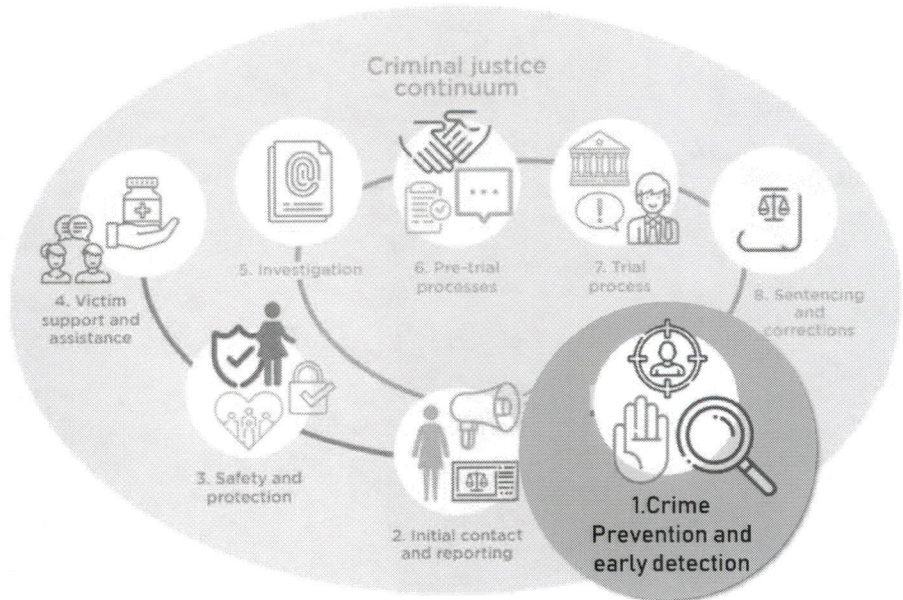 Criminal justice
continuum
4. Victim
support and
assistance
5. Investigation
6. Pre-trial
processes
7. Trial
process
8. Sentencing
and
corrections
3. Safety and
protection
2. Initial contact
and reporting
1.Crime
Prevention and
early detection